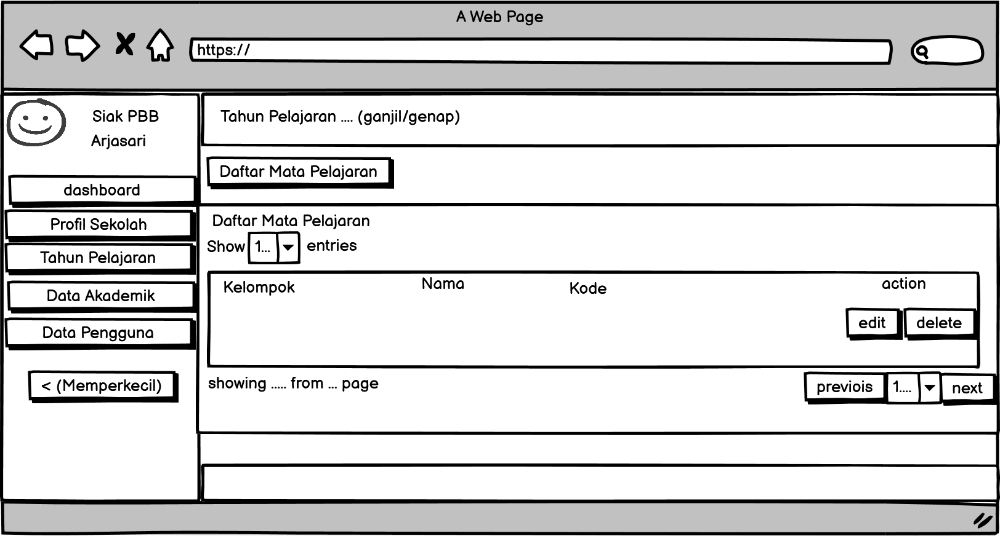 A Web Page
https://
Siak PBB
Arjasari
Tahun Pelajaran .... (ganjil/genap)
dashboard
Profil Sekolah
Tahun Pelajaran
Data Akademik
Data Pengguna
< (Memperkecil)
Daftar Mata Pelajaran
Daftar Mata Pelajaran
Show 1... entries
Kelompok Nama Kode action
edit delete
showing ..... from ... page
previois 1.... next